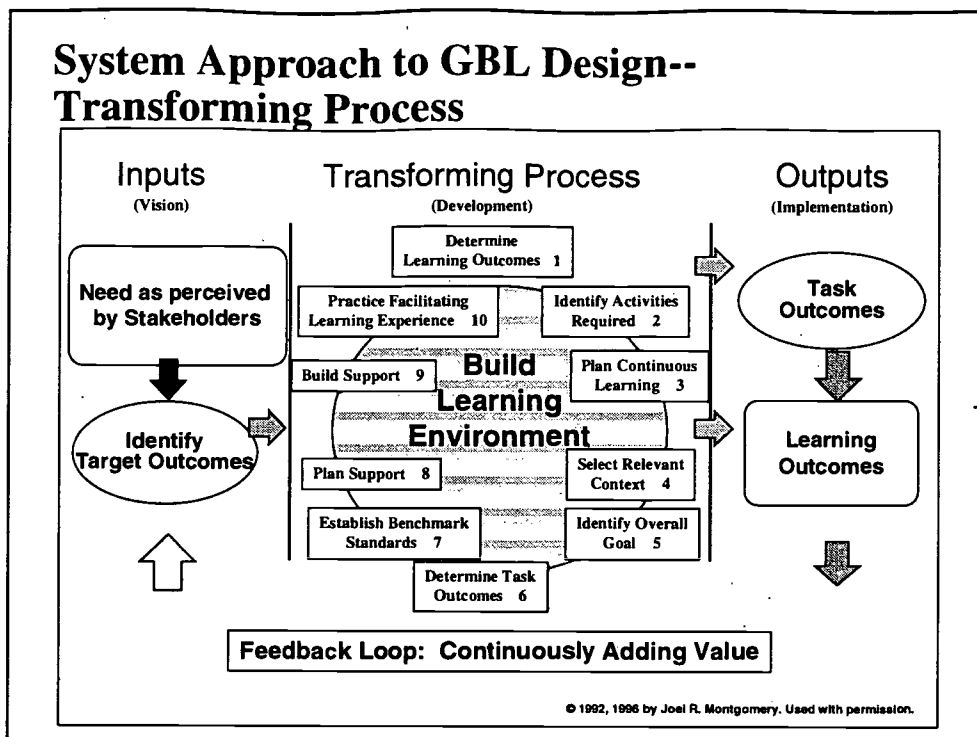 System Approach to GBL Design--
Transforming Process
Inputs
(Vision)
Transforming Process
(Development)
Outputs
(Implementation)
Need as perceived
by Stakeholders
Identify
Target Outcomes
Determine
Learning Outcomes 1
Identify Activities
Required 2
Plan Continuous
Learning 3
Select Relevant
Context 4
Identify Overall
Goal 5
Determine Task
Outcomes 6
Establish Benchmark
Standards 7
Plan Support 8
Build Support 9
Practice Facilitating
Learning Experience 10
Build
Learning
Environment
Task
Outcomes
Learning
Outcomes
Feedback Loop: Continuously Adding Value
© 1992, 1996 by Joel R. Montgomery. Used with permission.